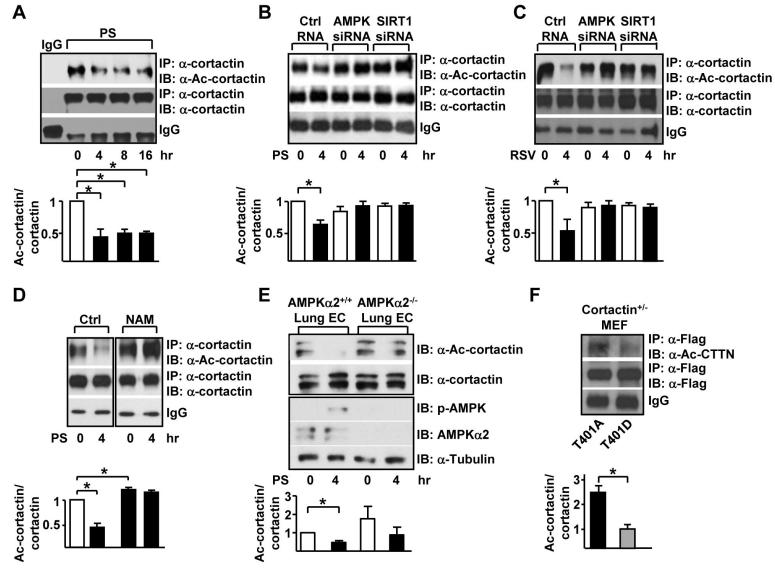 A
IgG
PS
IP: α-cortactin
IB: α-Ac-cortactin
IP: α-cortactin
IB: α-cortactin
IgG
0 4 8 16 hr
*
*
*
Ac-cortactin/
cortactin
1
0.5
B
Ctrl AMPK SIRT1
RNA siRNA siRNA
IP: α-cortactin
IB: α-Ac-cortactin
IP: α-cortactin
IB: α-cortactin
IgG
PS 0 4 0 4 0 4 hr
*
Ac-cortactin/
cortactin
1
0.5
C
Ctrl AMPK SIRT1
RNA siRNA siRNA
IP: α-cortactin
IB: α-Ac-cortactin
IP: α-cortactin
IB: α-cortactin
IgG
RSV 0 4 0 4 0 4 hr
*
Ac-cortactin/
cortactin
1
0.5
D
Ctrl NAM
IP: α-cortactin
IB: α-Ac-cortactin
IP: α-cortactin
IB: α-cortactin
IgG
PS 0 4 0 4 hr
*
*
Ac-cortactin/
cortactin
1
0.5
E
AMPKα2+/+ AMPKα2-/-
Lung EC Lung EC
IB: α-Ac-cortactin
IB: α-cortactin
IB: p-AMPK
IB: AMPKα2
IB: α-Tubulin
PS 0 4 0 4 hr
*
Ac-cortactin/
cortactin
2
1
0
F
Cortactin+/-
MEF
IP: α-Flag
IB: α-Ac-CTTN
IP: α-Flag
IB: α-Flag
IgG
T401A T401D
*
Ac-cortactin/
cortactin
2
1